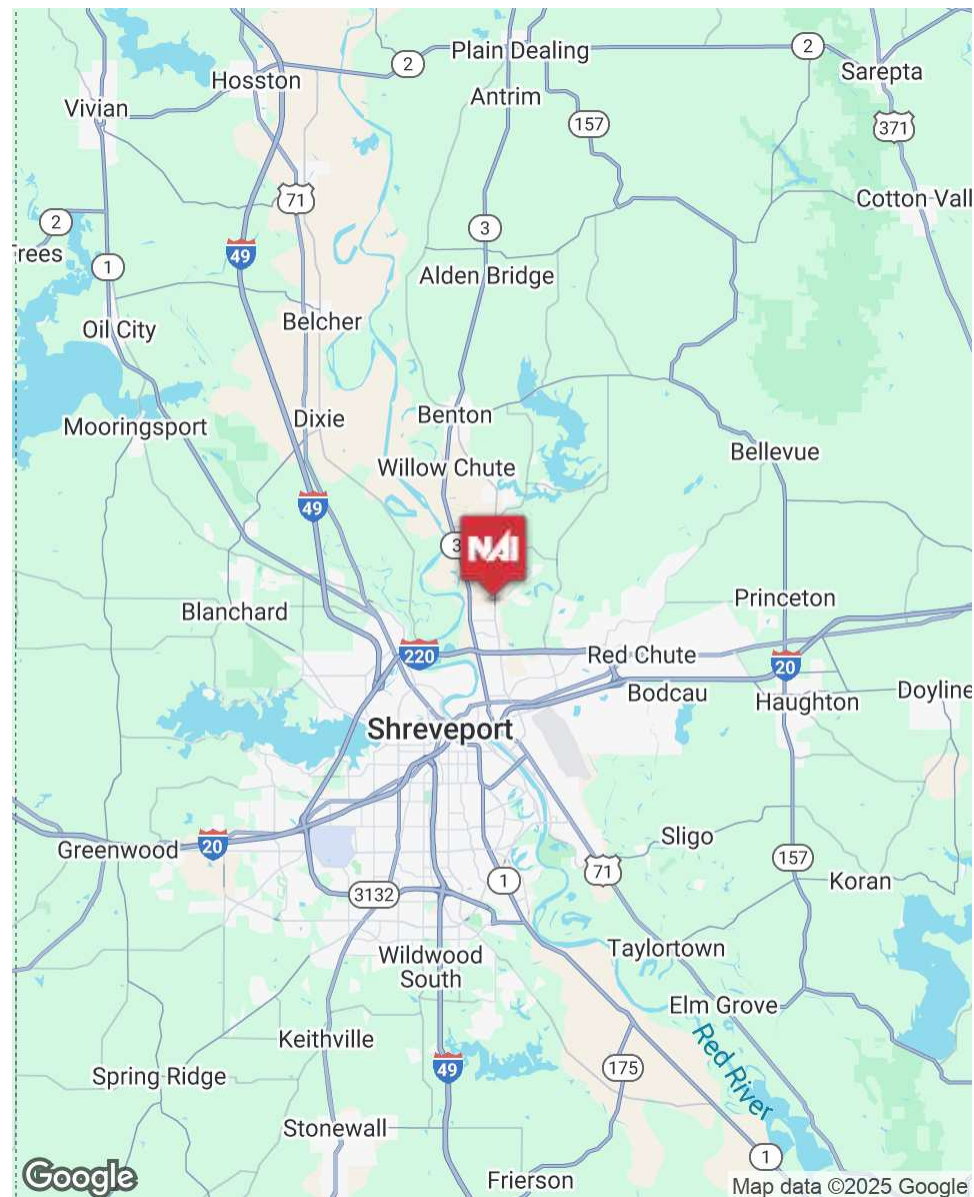 Plain Dealing
2
2
Sarepta
Hosston
Vivian
Antrim
157
371
71
Cotton Vall
2
3
Trees
49
1
Alden Bridge
Belcher
Oil City
Benton
Dixie
Mooringsport
Willow Chute
Bellevue
49
3
NAI
Princeton
Blanchard
220
Red Chute
20
Bodcau
Doyline
Haughton
Shreveport
Sligo
20
Greenwood
157
71
1
Koran
3132
Taylortown
Wildwood
South
Elm Grove
Keithville
Red River
49
175
Spring Ridge
Stonewall
1
Frierson
Google
Map data ©2025 Google